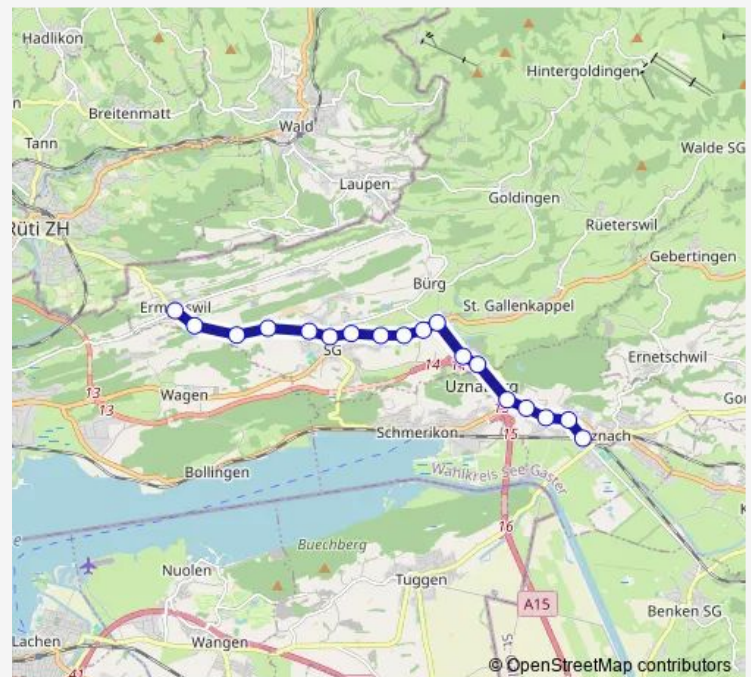 Hadlikon
Hintergoldingen
Breitenmatt
Wald
Tann
Walde SG
Laupen
Goldingen
Rüti ZH
Rüeterswil
Gebertingen
Bürg
St. Gallenkappel
SG
Ernetschwil
14
13
13
Wagen
Schmerikon
15
Bollingen
Wahlkreis See-Gaster
16
Buechberg
Nuolen
Tuggen
A15
Benken SG
Lachen
Wangen
41
© OpenStreetMap contributors